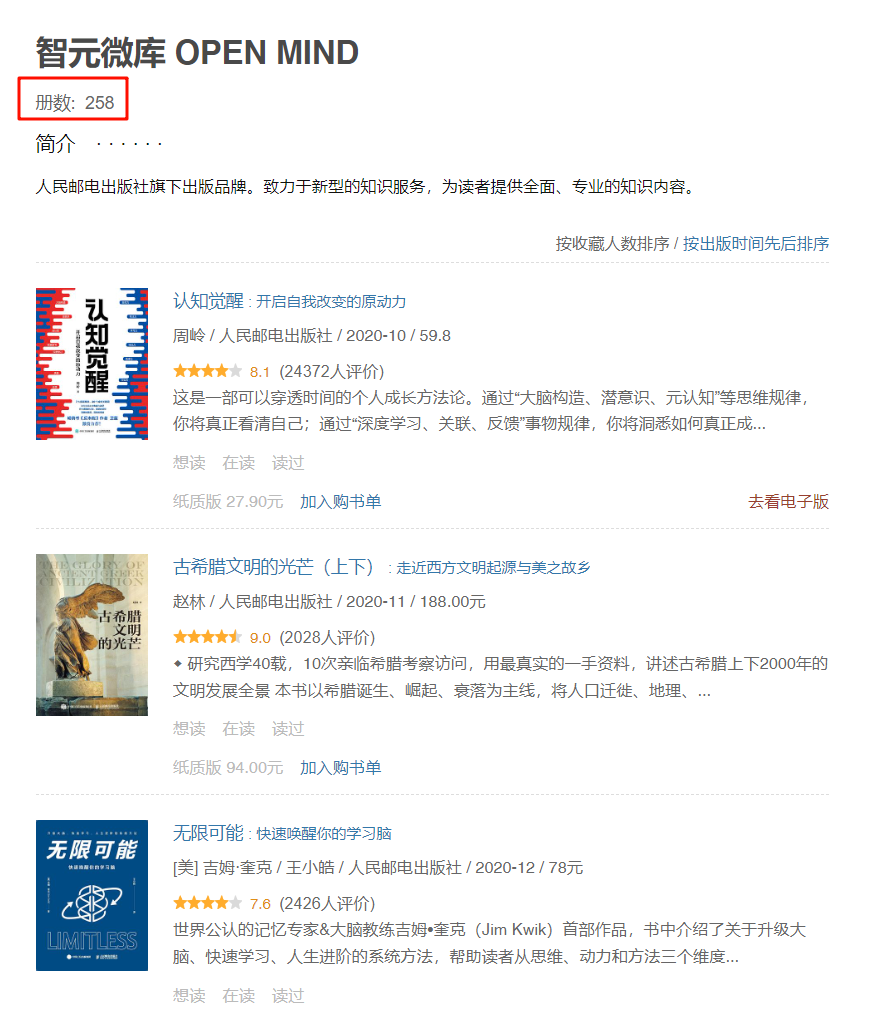 智元微库 OPEN MIND
册数: 258
简介 · · · · · ·
人民邮电出版社旗下出版品牌。致力于新型的知识服务，为读者提供全面、专业的知识内容。
按收藏人数排序 / 按出版时间先后排序
认知觉醒
认知觉醒 : 开启自我改变的原动力
周岭 / 人民邮电出版社 / 2020-10 / 59.8
8.1 (24372人评价)
这是一部可以穿透时间的个人成长方法论。通过“大脑构造、潜意识、元认知”等思维规律，
你将真正看清自己；通过“深度学习、关联、反馈”事物规律，你将洞悉如何真正成...
想读 在读 读过
纸质版 27.90元 加入购书单 去看电子版
THE GLORY OF
ANCIENT GREEK
CIVILIZATION
古希腊
文明
的光芒
古希腊文明的光芒（上下） : 走近西方文明起源与美之故乡
赵林 / 人民邮电出版社 / 2020-11 / 188.00元
9.0 (2028人评价)
◆ 研究西学40载，10次亲临希腊考察访问，用最真实的一手资料，讲述古希腊上下2000年的
文明发展全景 本书以希腊诞生、崛起、衰落为主线，将人口迁徙、地理、...
想读 在读 读过
纸质版 94.00元 加入购书单
无限可能
快速唤醒你的学习脑
LIMITLESS
无限可能 : 快速唤醒你的学习脑
[美] 吉姆·奎克 / 王小皓 / 人民邮电出版社 / 2020-12 / 78元
7.6 (2426人评价)
世界公认的记忆专家&大脑教练吉姆•奎克（Jim Kwik）首部作品，书中介绍了关于升级大
脑、快速学习、人生进阶的系统方法，帮助读者从思维、动力和方法三个维度...
想读 在读 读过